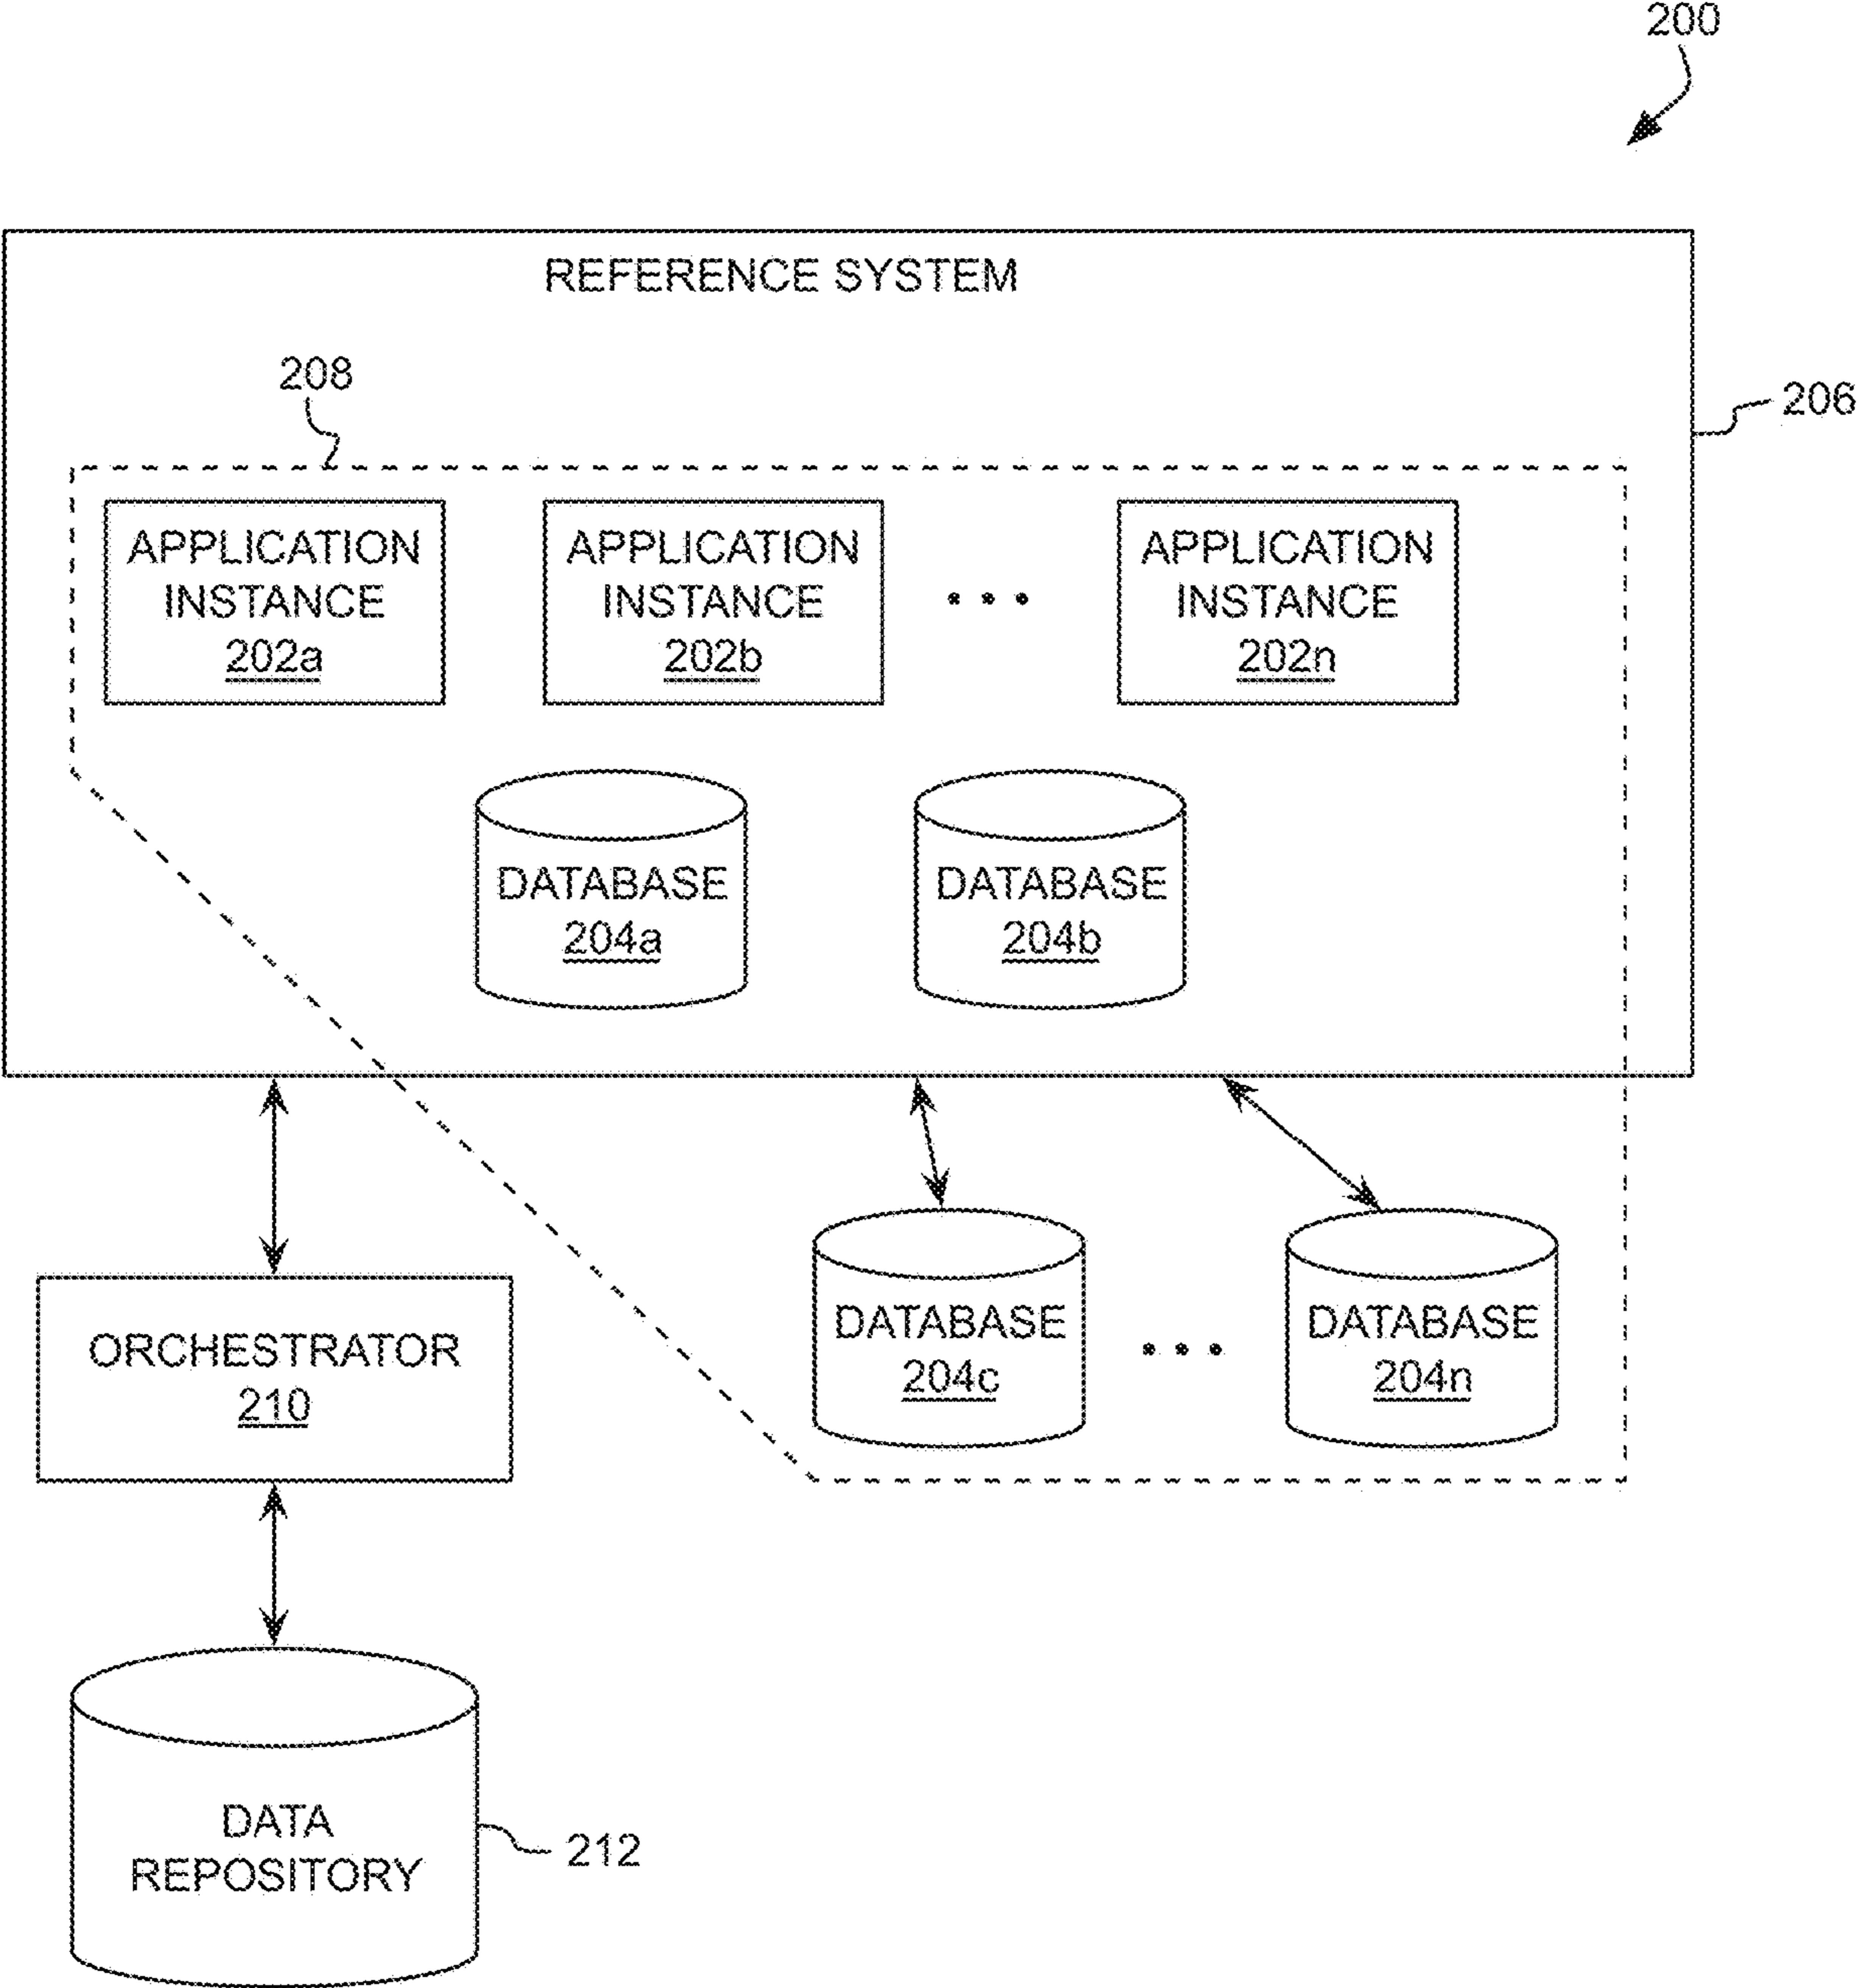 200
REFERENCE SYSTEM
208
206
APPLICATION
INSTANCE
202a
APPLICATION
INSTANCE
202b
APPLICATION
INSTANCE
202n
DATABASE
204a
DATABASE
204b
ORCHESTRATOR
210
DATABASE
204c
DATABASE
204n
DATA
REPOSITORY
212